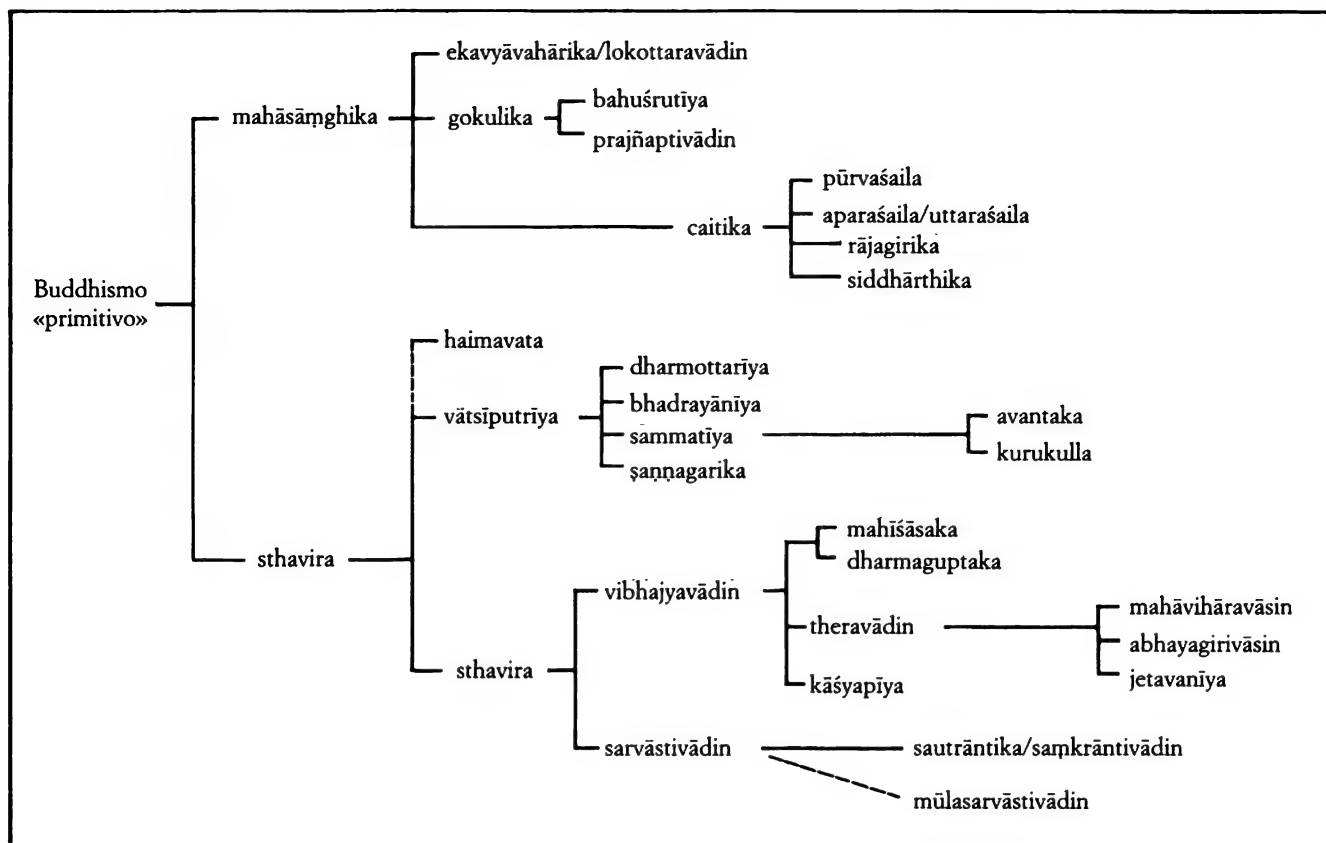 ekavyāvahārika/lokottaravādin
mahāsāṃghika
gokulika
bahuśrutīya
prajñaptivādin
caitika
pūrvaśaila
aparaśaila/uttaraśaila
rājagirika
siddhārthika
Buddhismo
«primitivo»
haimavata
vātsīputrīya
dharmottarīya
bhadrayānīya
sammatīya
ṣaṇṇagarika
avantaka
kurukulla
sthavira
sthavira
vibhajyavādin
mahīśāsaka
dharmaguptaka
theravādin
mahāvihāravāsin
abhayagirivāsin
jetavanīya
kāśyapīya
sarvāstivādin
sautrāntika/saṃkrāntivādin
mūlasarvāstivādin